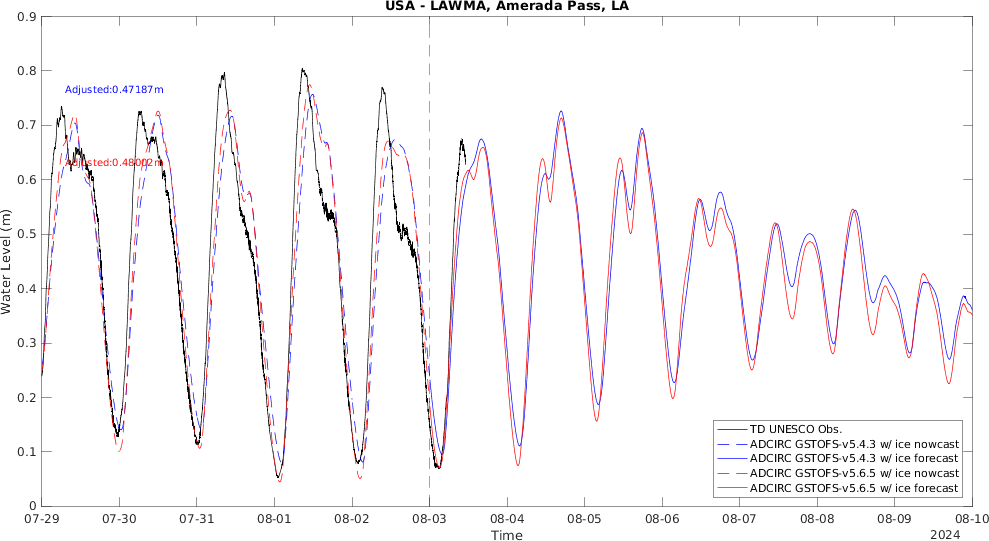 USA - LAWMA, Amerada Pass, LA
0.9
0.8
0.7
0.6
0.5
0.4
0.3
0.2
0.1
0
Water Level (m)
Adjusted:0.47187m
Adjusted:0.48002m
TD UNESCO Obs.
ADCIRC GSTOFS-v5.4.3 w/ ice nowcast
ADCIRC GSTOFS-v5.4.3 w/ ice forecast
ADCIRC GSTOFS-v5.6.5 w/ ice nowcast
ADCIRC GSTOFS-v5.6.5 w/ ice forecast
07-29 07-30 07-31 08-01 08-02 08-03 08-04 08-05 08-06 08-07 08-08 08-09 08-10
Time
2024